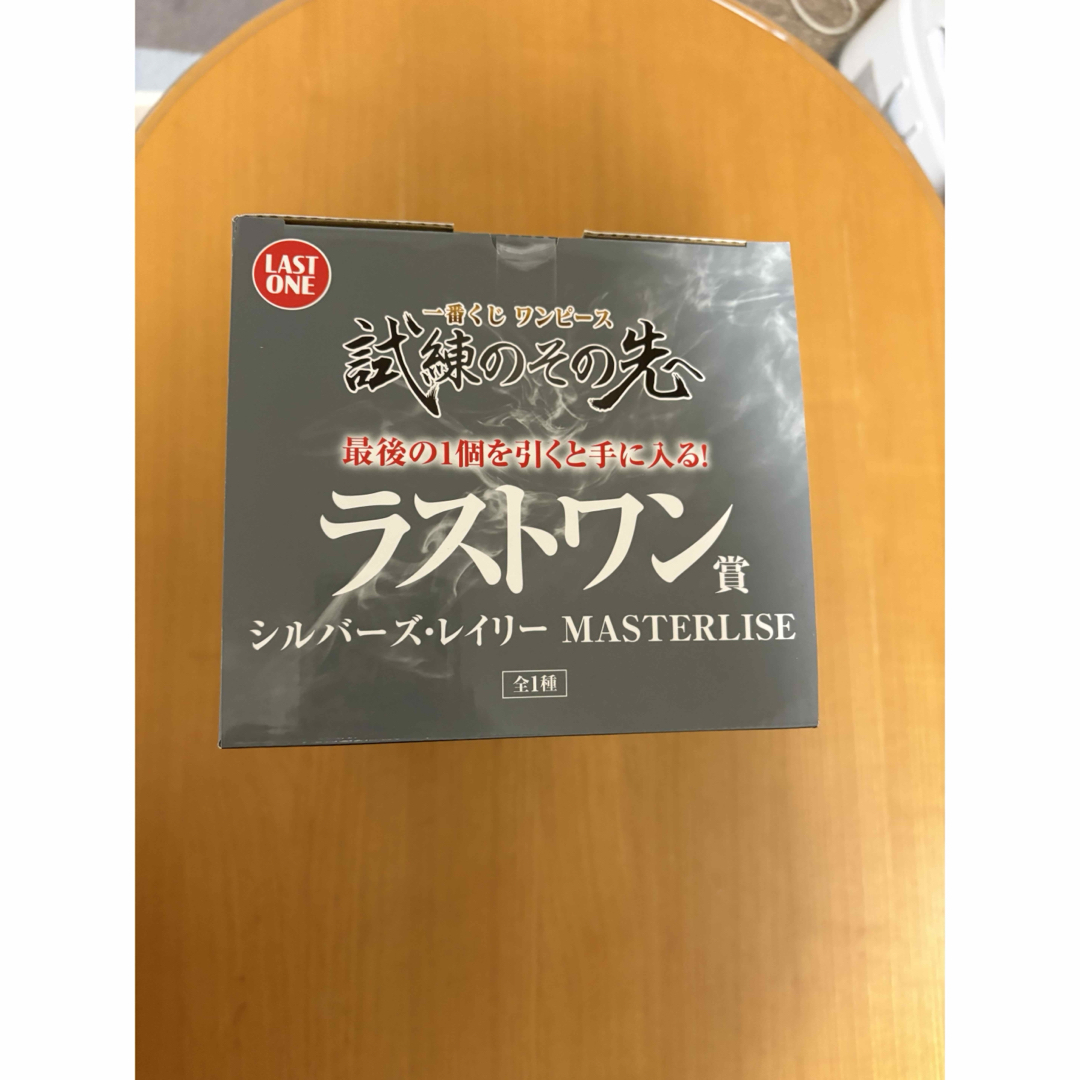 LAST
ONE
一番くじ ワンピース
試練のその先へ
最後の1個を引くと手に入る!
ラストワン賞
シルバーズ・レイリー MASTERLISE
全1種